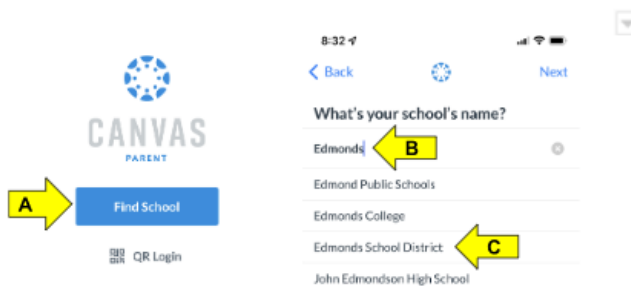 CANVAS
PARENT
A
Find School
QR Login
8:32
Back
Next
What's your school's name?
Edmonds
B
Edmond Public Schools
Edmonds College
Edmonds School District
C
John Edmondson High School